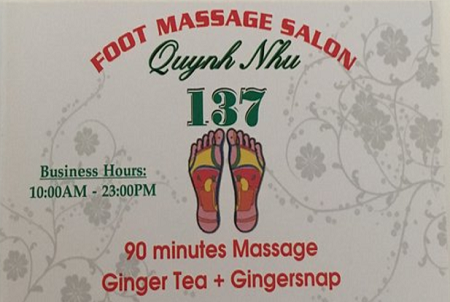 FOOT MASSAGE SALON
Quynh Nhu
137
Business Hours:
10:00AM - 23:00PM
90 minutes Massage
Ginger Tea + Gingersnap